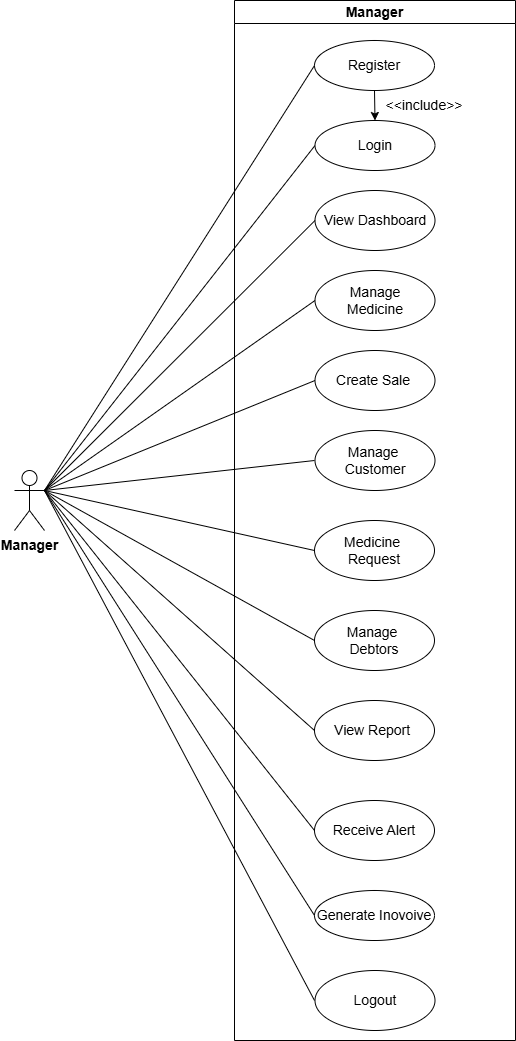 Manager
Register
<<include>>
Login
View Dashboard
Manage
Medicine
Create Sale
Manage
Customer
Manager
Medicine
Request
Manage
Debtors
View Report
Receive Alert
Generate Inovoive
Logout